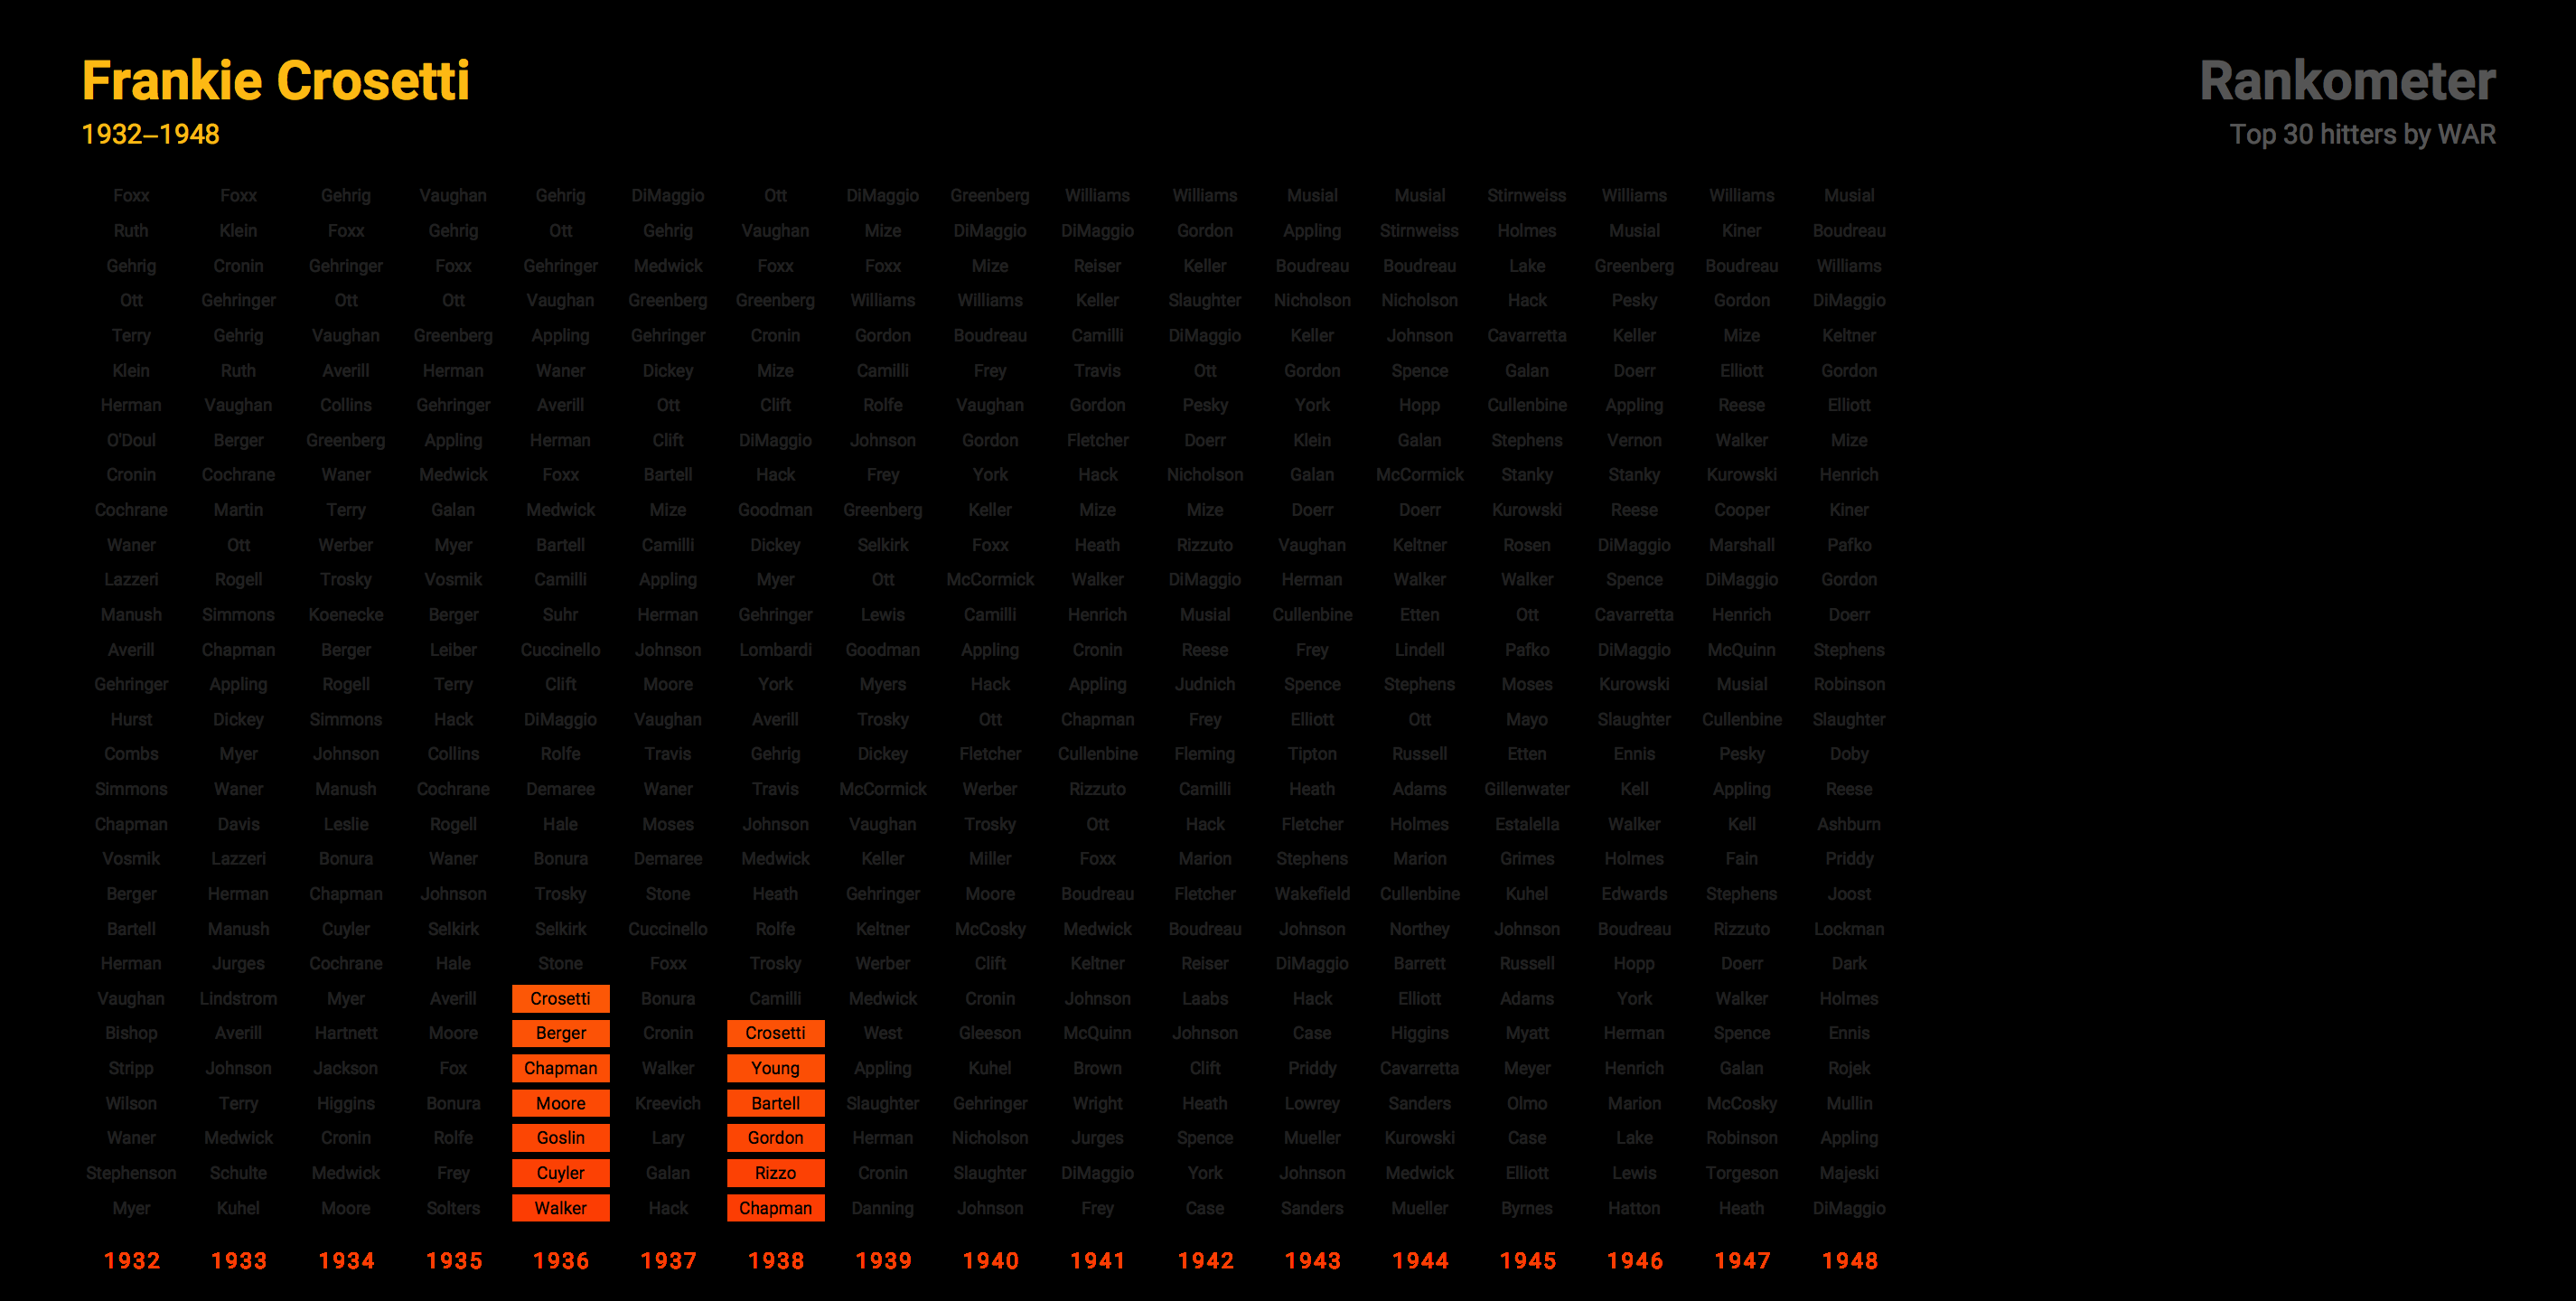 Frankie Crosetti
1932–1948
Rankometer
Top 30 hitters by WAR
Foxx Foxx Gehrig Vaughan Gehrig DiMaggio Ott DiMaggio Greenberg Williams Williams Musial Musial Stirnweiss Williams Williams Musial
Ruth Klein Foxx Gehrig Ott Gehrig Vaughan Mize DiMaggio DiMaggio Gordon Appling Stirnweiss Holmes Musial Kiner Boudreau
Gehrig Cronin Gehringer Foxx Gehringer Medwick Foxx Foxx Mize Reiser Keller Boudreau Boudreau Lake Greenberg Boudreau Williams
Ott Gehringer Ott Ott Vaughan Greenberg Greenberg Williams Williams Keller Slaughter Nicholson Nicholson Hack Pesky Gordon DiMaggio
Terry Gehrig Vaughan Greenberg Appling Gehringer Cronin Gordon Boudreau Camilli DiMaggio Keller Johnson Cavarretta Keller Mize Keltner
Klein Ruth Averill Herman Waner Dickey Mize Camilli Frey Travis Ott Gordon Spence Galan Doerr Elliott Gordon
Herman Vaughan Collins Gehringer Averill Ott Clift Rolfe Vaughan Gordon Pesky York Hopp Cullenbine Appling Reese Elliott
O'Doul Berger Greenberg Appling Herman Clift DiMaggio Johnson Gordon Fletcher Doerr Klein Galan Stephens Vernon Walker Mize
Cronin Cochrane Waner Medwick Foxx Bartell Hack Frey York Hack Nicholson Galan McCormick Stanky Stanky Kurowski Henrich
Cochrane Martin Terry Galan Medwick Mize Goodman Greenberg Keller Mize Mize Doerr Doerr Kurowski Reese Cooper Kiner
Waner Ott Werber Myer Bartell Camilli Dickey Selkirk Foxx Heath Rizzuto Vaughan Keltner Rosen DiMaggio Marshall Pafko
Lazzeri Rogell Trosky Vosmik Camilli Appling Myer Ott McCormick Walker DiMaggio Herman Walker Walker Spence DiMaggio Gordon
Manush Simmons Koenecke Berger Suhr Herman Gehringer Lewis Camilli Henrich Musial Cullenbine Etten Ott Cavarretta Henrich Doerr
Averill Chapman Berger Leiber Cuccinello Johnson Lombardi Goodman Appling Cronin Reese Frey Lindell Pafko DiMaggio McQuinn Stephens
Gehringer Appling Rogell Terry Clift Moore York Myers Hack Appling Judnich Spence Stephens Moses Kurowski Musial Robinson
Hurst Dickey Simmons Hack DiMaggio Vaughan Averill Trosky Ott Chapman Frey Elliott Ott Mayo Slaughter Cullenbine Slaughter
Combs Myer Johnson Collins Rolfe Travis Gehrig Dickey Fletcher Cullenbine Fleming Tipton Russell Etten Ennis Pesky Doby
Simmons Waner Manush Cochrane Demaree Waner Travis McCormick Werber Rizzuto Camilli Heath Adams Gillenwater Kell Appling Reese
Chapman Davis Leslie Rogell Hale Moses Johnson Vaughan Trosky Ott Hack Fletcher Holmes Estalella Walker Kell Ashburn
Vosmik Lazzeri Bonura Waner Bonura Demaree Medwick Keller Miller Foxx Marion Stephens Marion Grimes Holmes Fain Priddy
Berger Herman Chapman Johnson Trosky Stone Heath Gehringer Moore Boudreau Fletcher Wakefield Cullenbine Kuhel Edwards Stephens Joost
Bartell Manush Cuyler Selkirk Selkirk Cuccinello Rolfe Keltner McCosky Medwick Boudreau Johnson Northey Johnson Boudreau Rizzuto Lockman
Herman Jurges Cochrane Hale Stone Foxx Trosky Werber Clift Keltner Reiser DiMaggio Barrett Russell Hopp Doerr Dark
Vaughan Lindstrom Myer Averill Crosetti Bonura Camilli Medwick Cronin Johnson Laabs Hack Elliott Adams York Walker Holmes
Bishop Averill Hartnett Moore Berger Cronin Crosetti West Gleeson McQuinn Johnson Case Higgins Myatt Herman Spence Ennis
Stripp Johnson Jackson Fox Chapman Walker Young Appling Kuhel Brown Clift Priddy Cavarretta Meyer Henrich Galan Rojek
Wilson Terry Higgins Bonura Moore Kreevich Bartell Slaughter Gehringer Wright Heath Lowrey Sanders Olmo Marion McCosky Mullin
Waner Medwick Cronin Rolfe Goslin Lary Gordon Herman Nicholson Jurges Spence Mueller Kurowski Case Lake Robinson Appling
Stephenson Schulte Medwick Frey Cuyler Galan Rizzo Cronin Slaughter DiMaggio York Johnson Medwick Elliott Lewis Torgeson Majeski
Myer Kuhel Moore Solters Walker Hack Chapman Danning Johnson Frey Case Sanders Mueller Byrnes Hatton Heath DiMaggio
1932 1933 1934 1935 1936 1937 1938 1939 1940 1941 1942 1943 1944 1945 1946 1947 1948